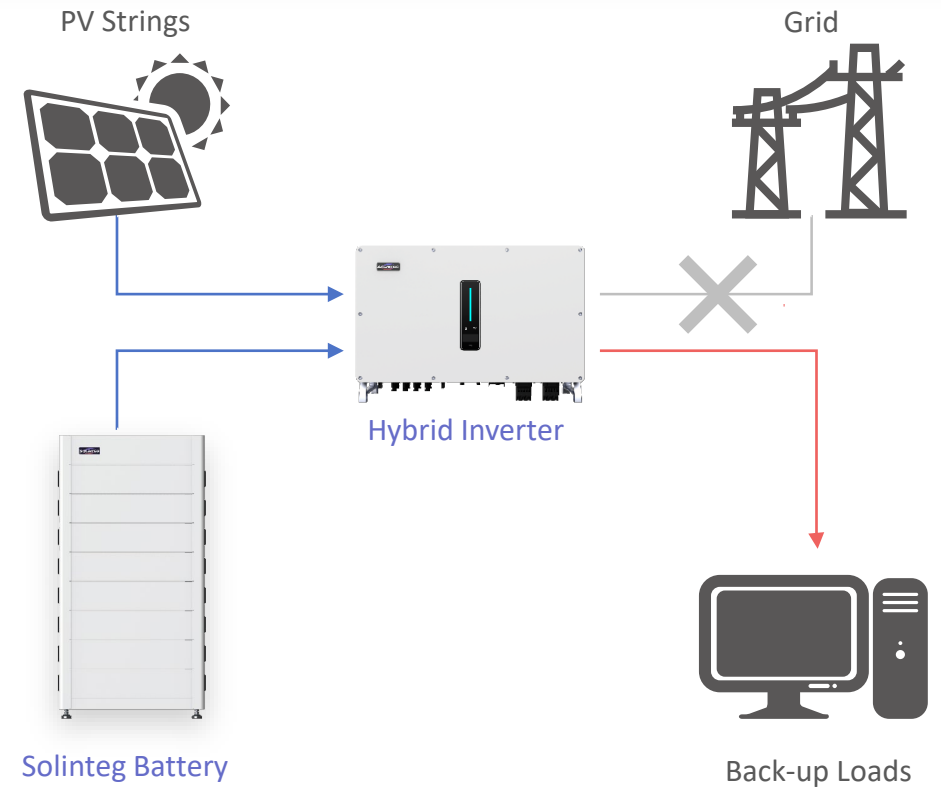 PV Strings
Grid
Hybrid Inverter
Solinteg Battery
Back-up Loads